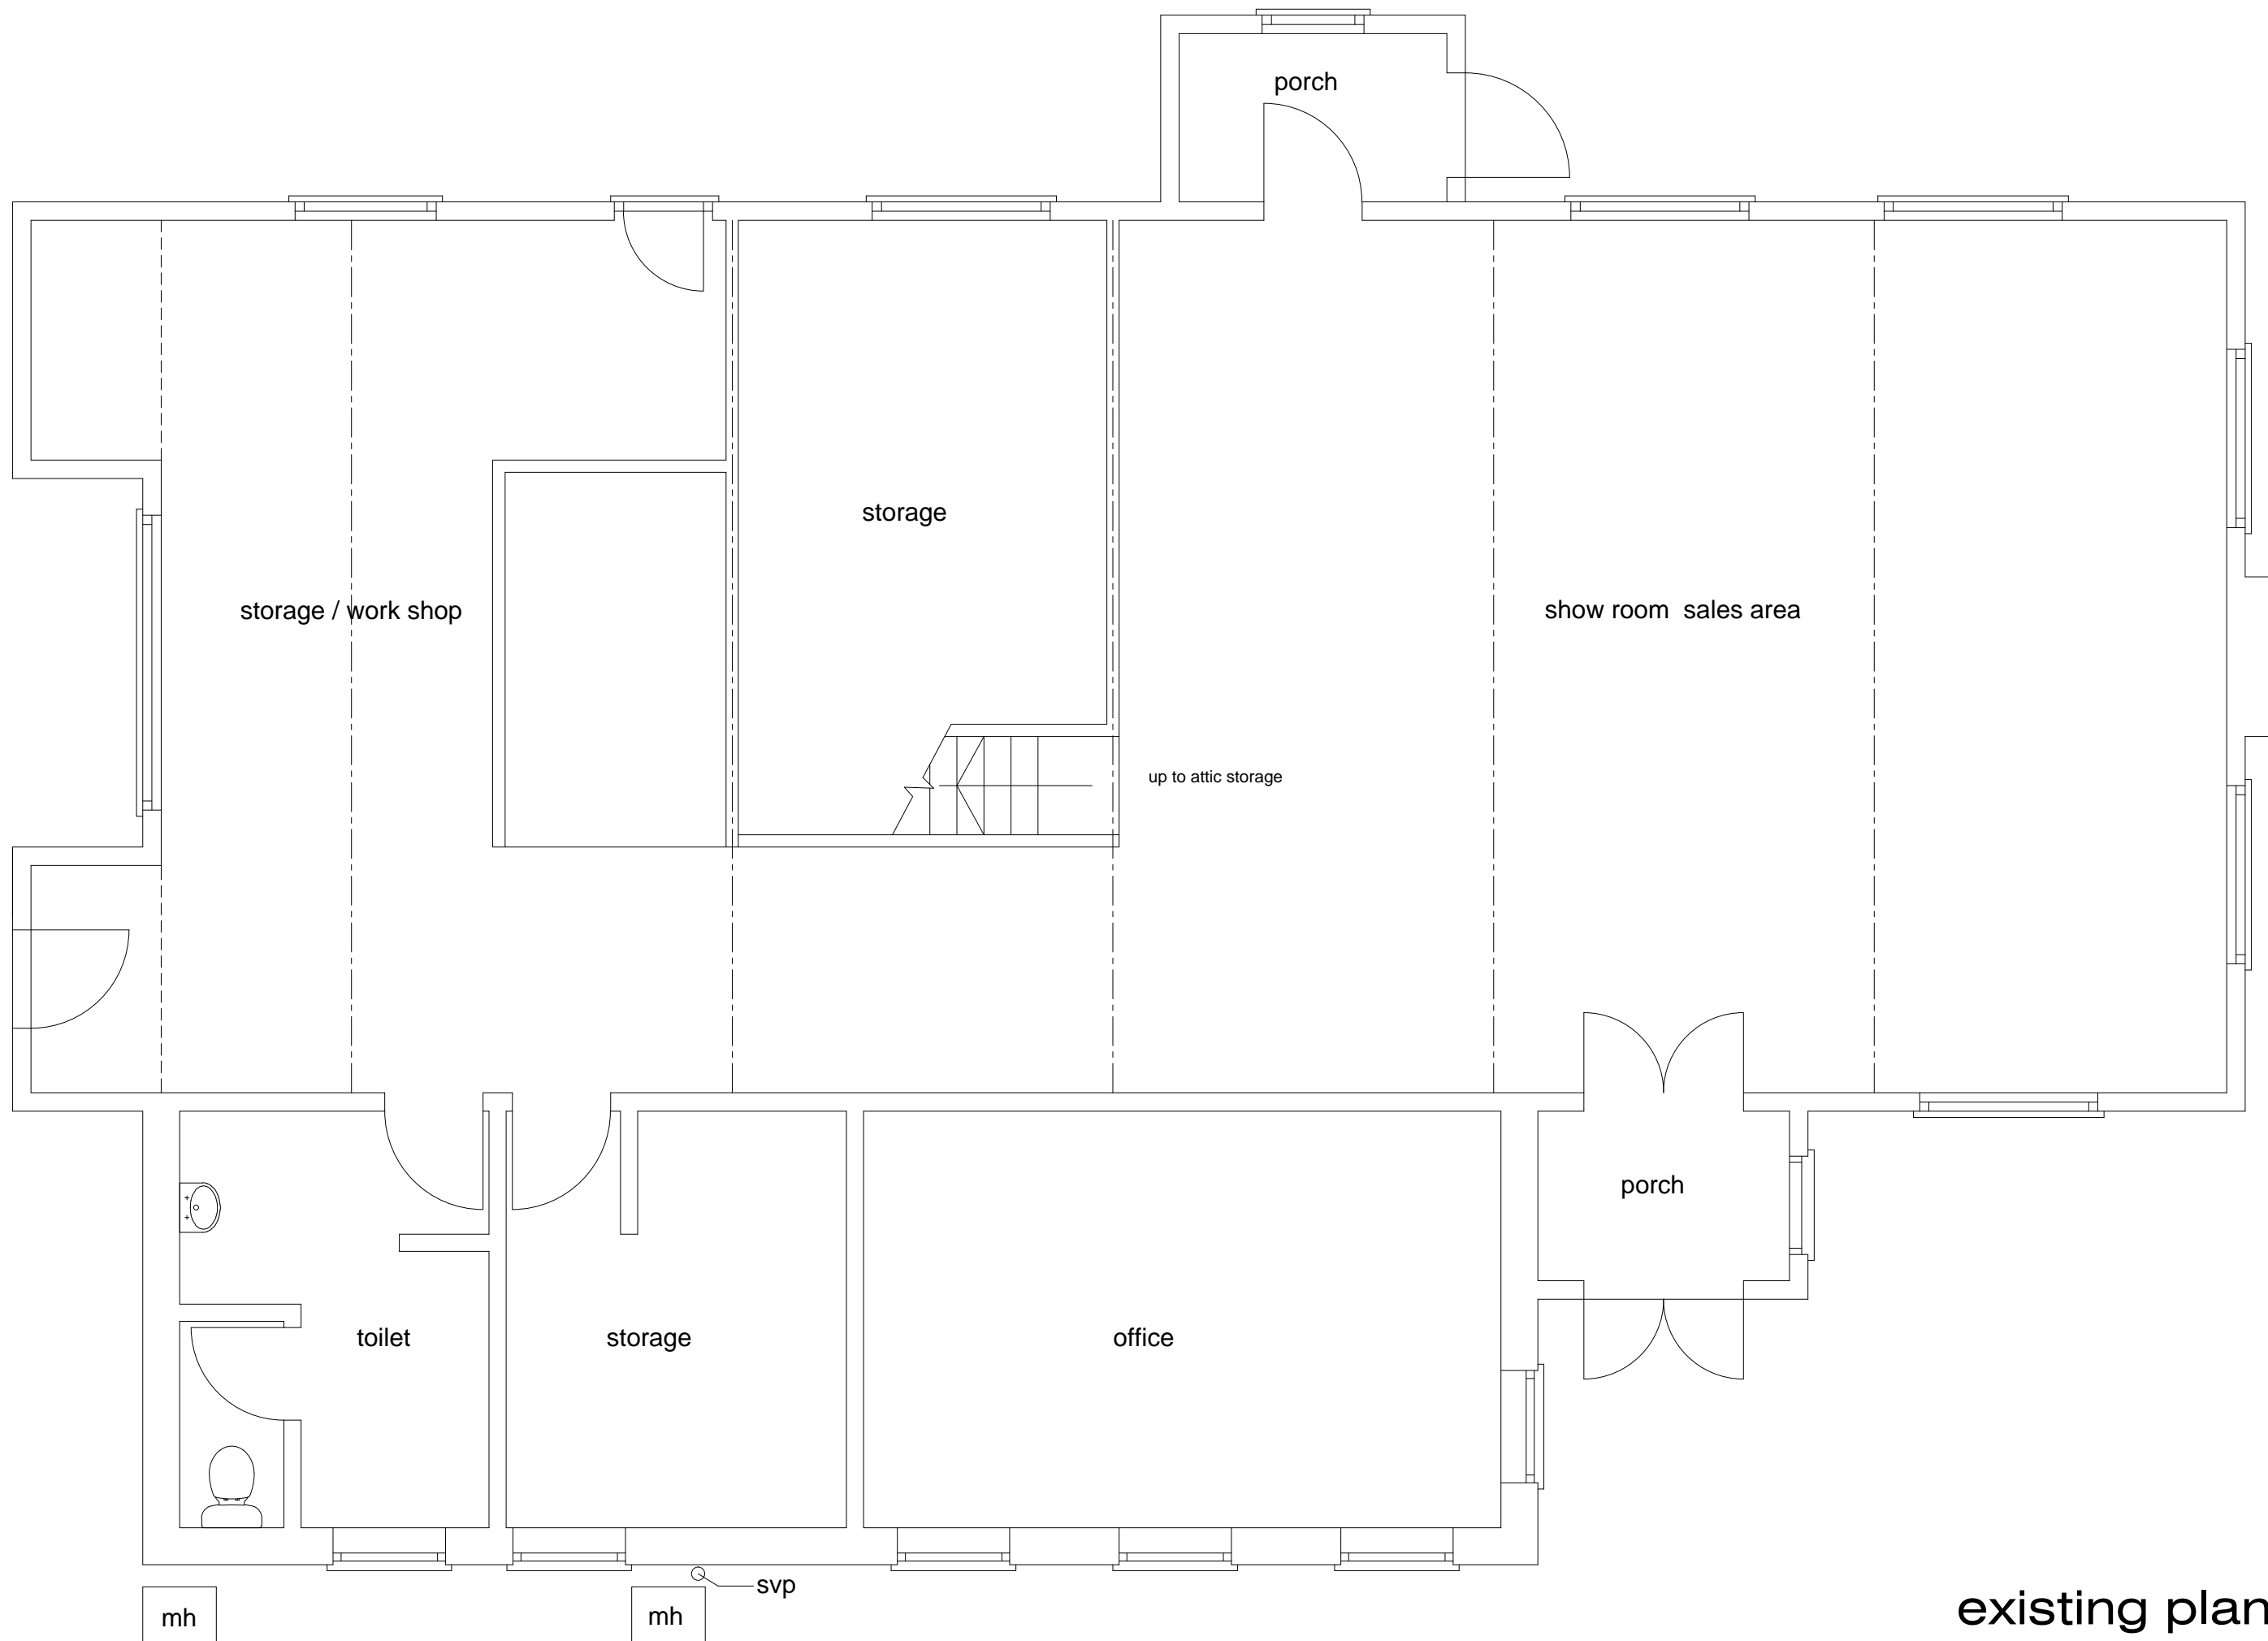 porch
storage
storage / work shop
show room  sales area
up to attic storage
porch
toilet
storage
office
svp
mh
mh
existing plan